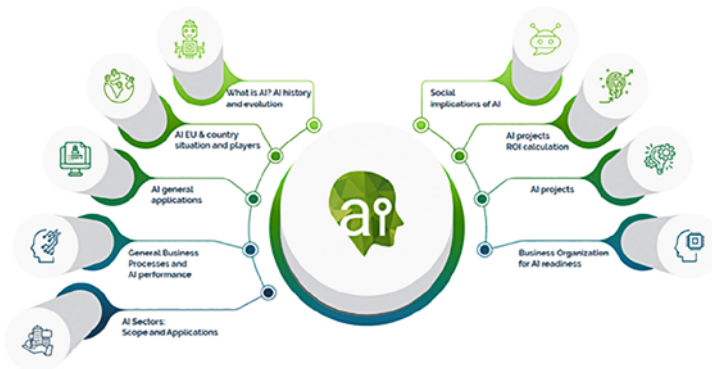 What is AI? AI history
and evolution
AI EU & country
situation and players
AI general
applications
General Business
Processes and
AI performance
AI Sectors:
Scope and Applications
ai
Social
implications of AI
AI projects
ROI calculation
AI projects
Business Organization
for AI readiness